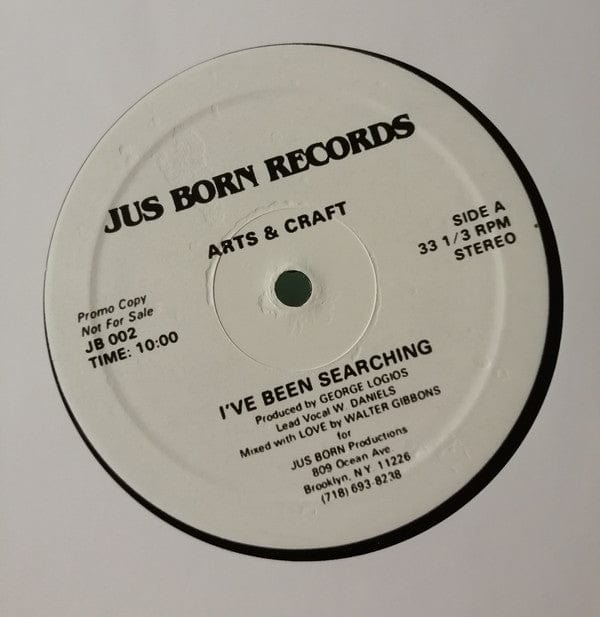 JUS BORN RECORDS
ARTS & CRAFT
SIDE A
33 1/3 RPM
STEREO
Promo Copy
Not For Sale
JB 002
TIME: 10:00
I'VE BEEN SEARCHING
Produced by GEORGE LOGIOS
Lead Vocal W. DANIELS
Mixed with LOVE by WALTER GIBBONS
for
JUS BORN Productions
809 Ocean Ave
Brooklyn, N.Y. 11226
(718) 693-8238